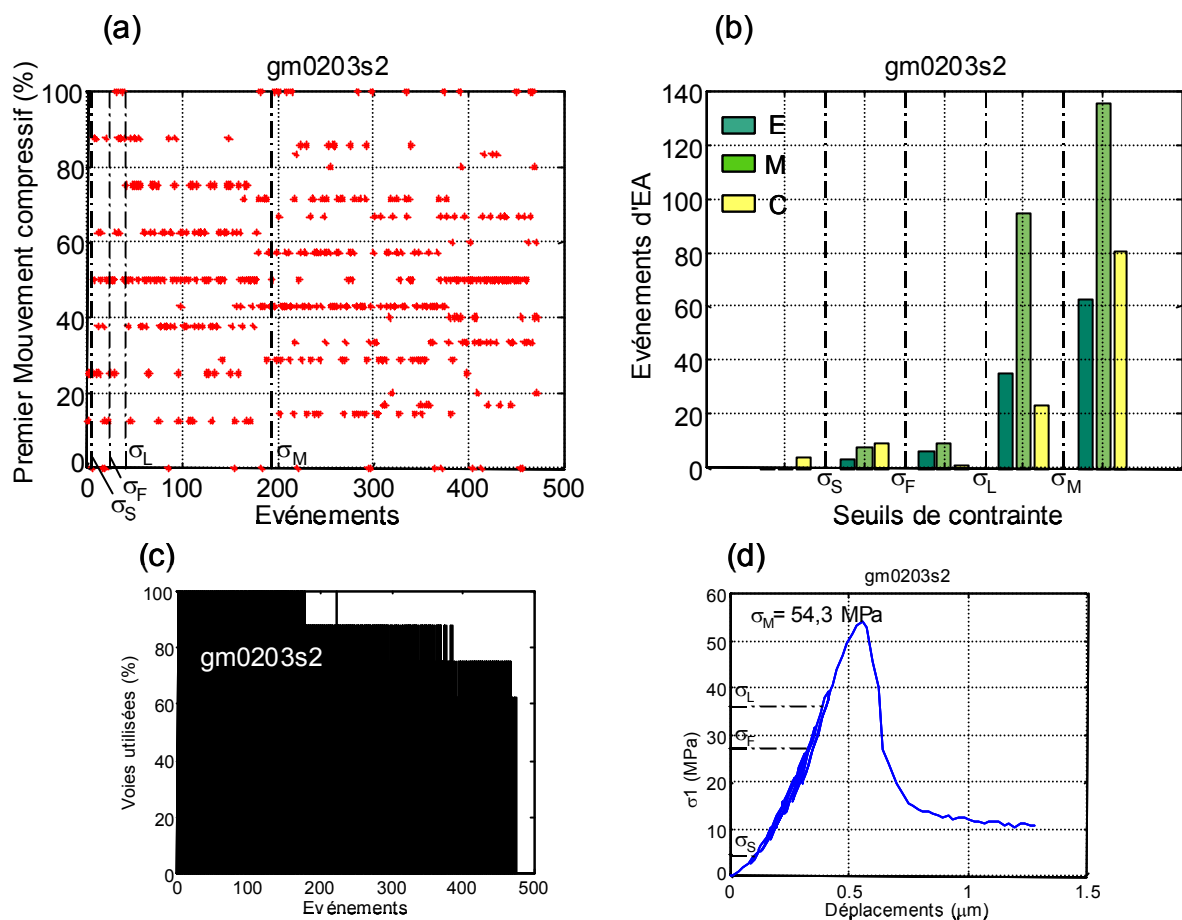 (a)
gm0203s2
Premier Mouvement compressif (%)
100
80
60
40
20
0
0
100
200
300
400
500
σL
σM
σF
σS
Evénements
(b)
gm0203s2
Evénements d'EA
140
120
100
80
60
40
20
0
E
M
C
σS
σF
σL
σM
Seuils de contrainte
(c)
Voies utilisées (%)
100
80
60
40
20
0
gm0203s2
0
100
200
300
400
500
Evénements
(d)
gm0203s2
σ1 (MPa)
60
50
40
30
20
10
0
σM= 54,3 MPa
σL
σF
σS
0
0.5
1
1.5
Déplacements (μm)